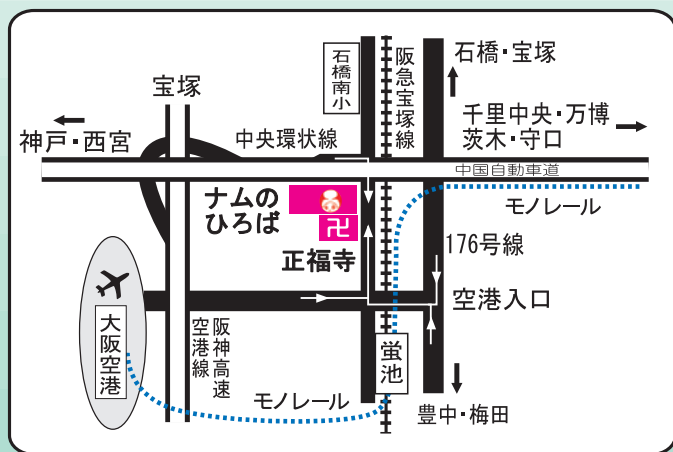 石橋・宝塚
石橋南小
阪急宝塚線
宝塚
神戸・西宮
中央環状線
千里中央・万博
茨木・守口
中国自動車道
ナムの
ひろば
卍
正福寺
モノレール
176号線
空港入口
大阪空港
阪神高速
空港線
蛍池
モノレール
豊中・梅田